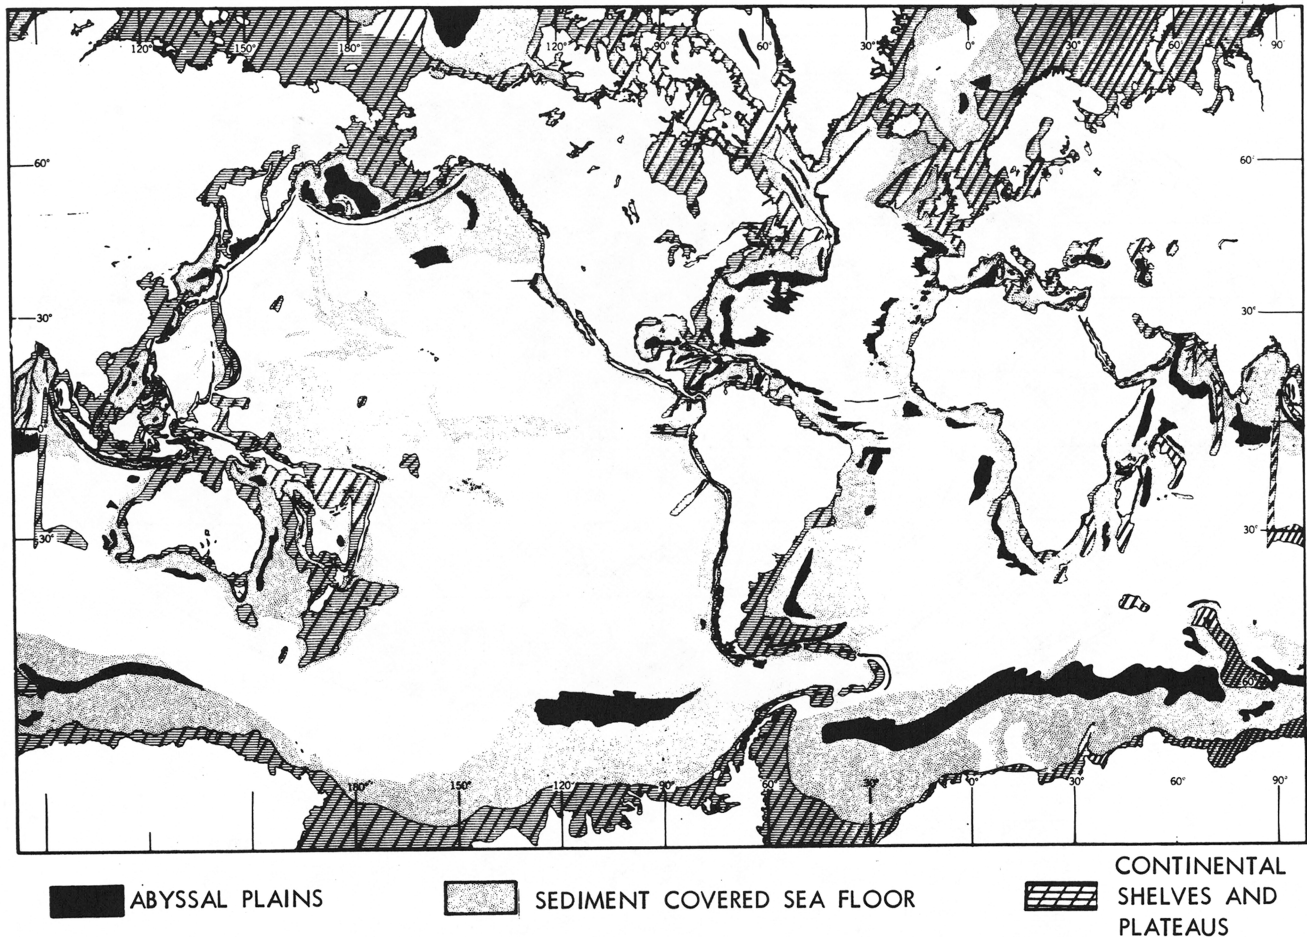 120° 150° 180° 120° 90° 60° 30° 0° 30° 60° 90
60° 60°
30° 30°
30° 30°
180° 150° 120° 90° 60° 30° 0° 30° 60° 90°
ABYSSAL PLAINS
SEDIMENT COVERED SEA FLOOR
CONTINENTAL
SHELVES AND
PLATEAUS